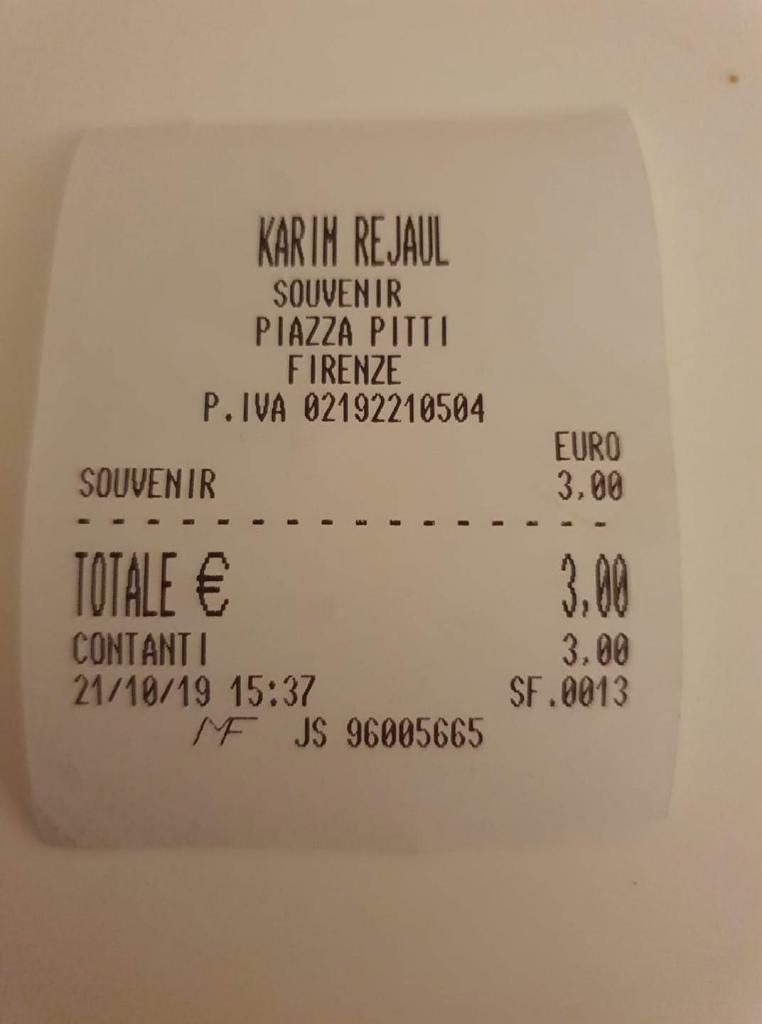 KARIM REJAUL
SOUVENIR
PIAZZA PITTI
FIRENZE
P.IVA 02192210504
EURO
SOUVENIR 3,00
- - - - - - - - - - - - - - - -
TOTALE € 3,00
CONTANTI 3,00
21/10/19 15:37 SF.0013
MF JS 96005665